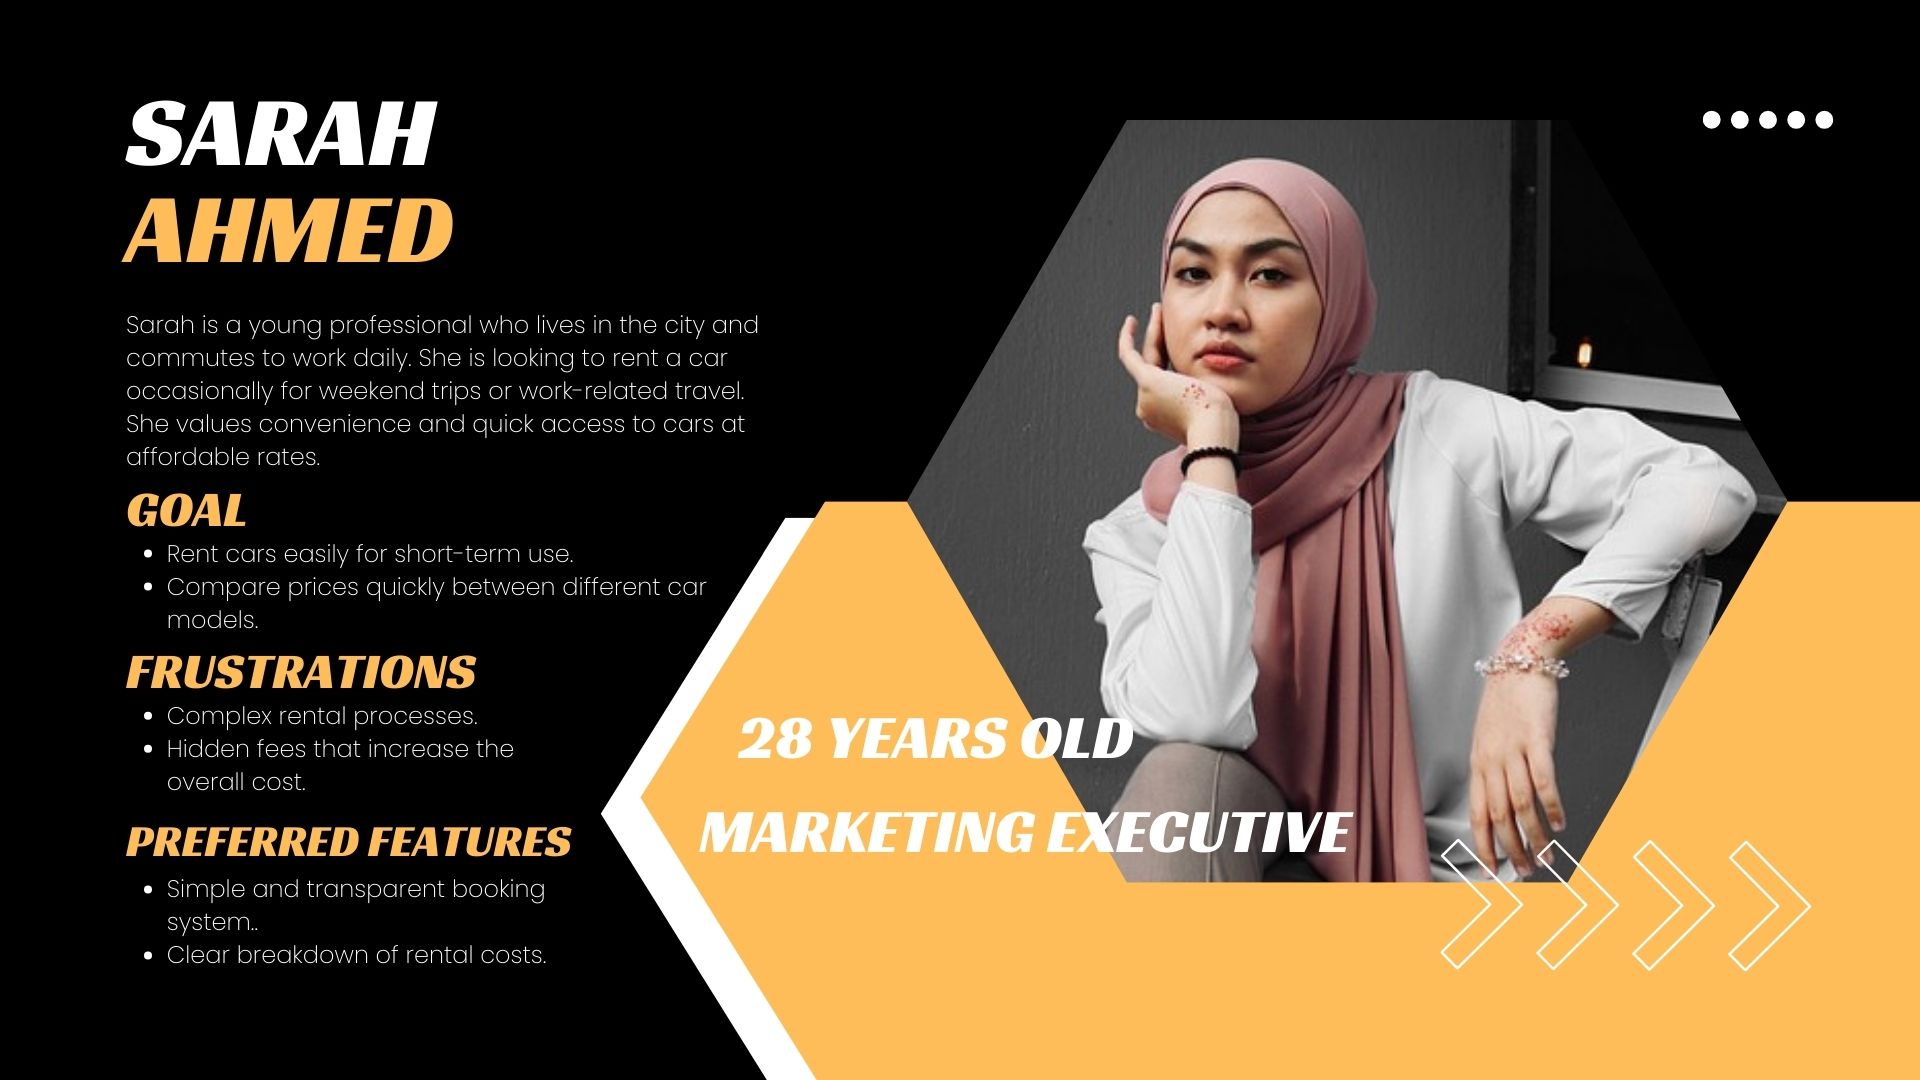 SARAH
AHMED
Sarah is a young professional who lives in the city and
commutes to work daily. She is looking to rent a car
occasionally for weekend trips or work-related travel.
She values convenience and quick access to cars at
affordable rates.
GOAL
• Rent cars easily for short-term use.
• Compare prices quickly between different car
models.
FRUSTRATIONS
• Complex rental processes.
• Hidden fees that increase the
overall cost.
PREFERRED FEATURES
• Simple and transparent booking
system..
• Clear breakdown of rental costs.
28 YEARS OLD
MARKETING EXECUTIVE